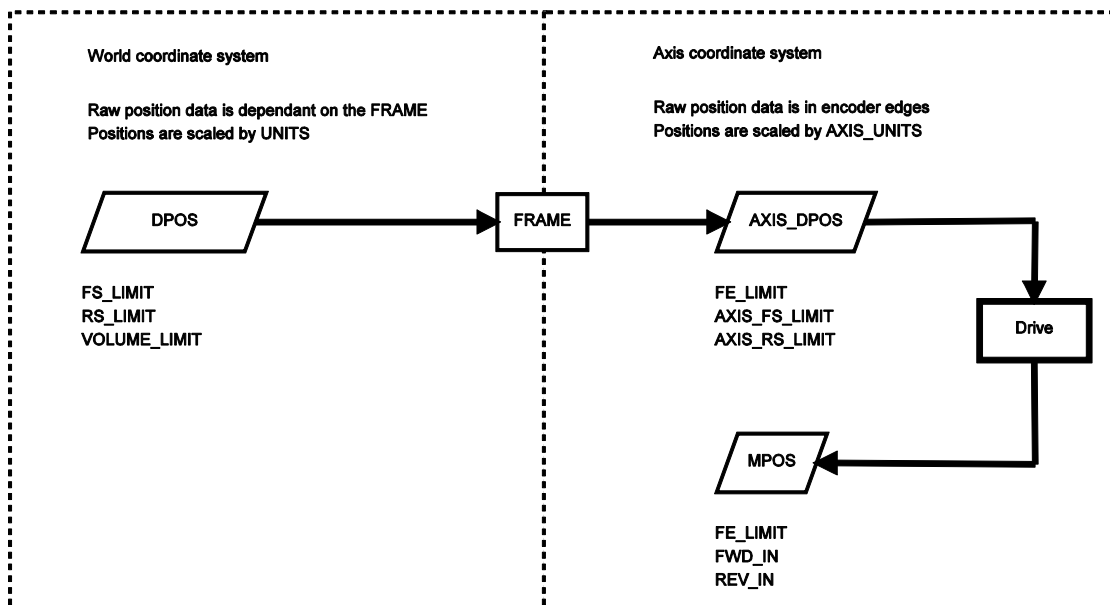 World coordinate system
Raw position data is dependant on the FRAME
Positions are scaled by UNITS
Axis coordinate system
Raw position data is in encoder edges
Positions are scaled by AXIS_UNITS
DPOS
FRAME
AXIS_DPOS
FS_LIMIT
RS_LIMIT
VOLUME_LIMIT
FE_LIMIT
AXIS_FS_LIMIT
AXIS_RS_LIMIT
Drive
MPOS
FE_LIMIT
FWD_IN
REV_IN